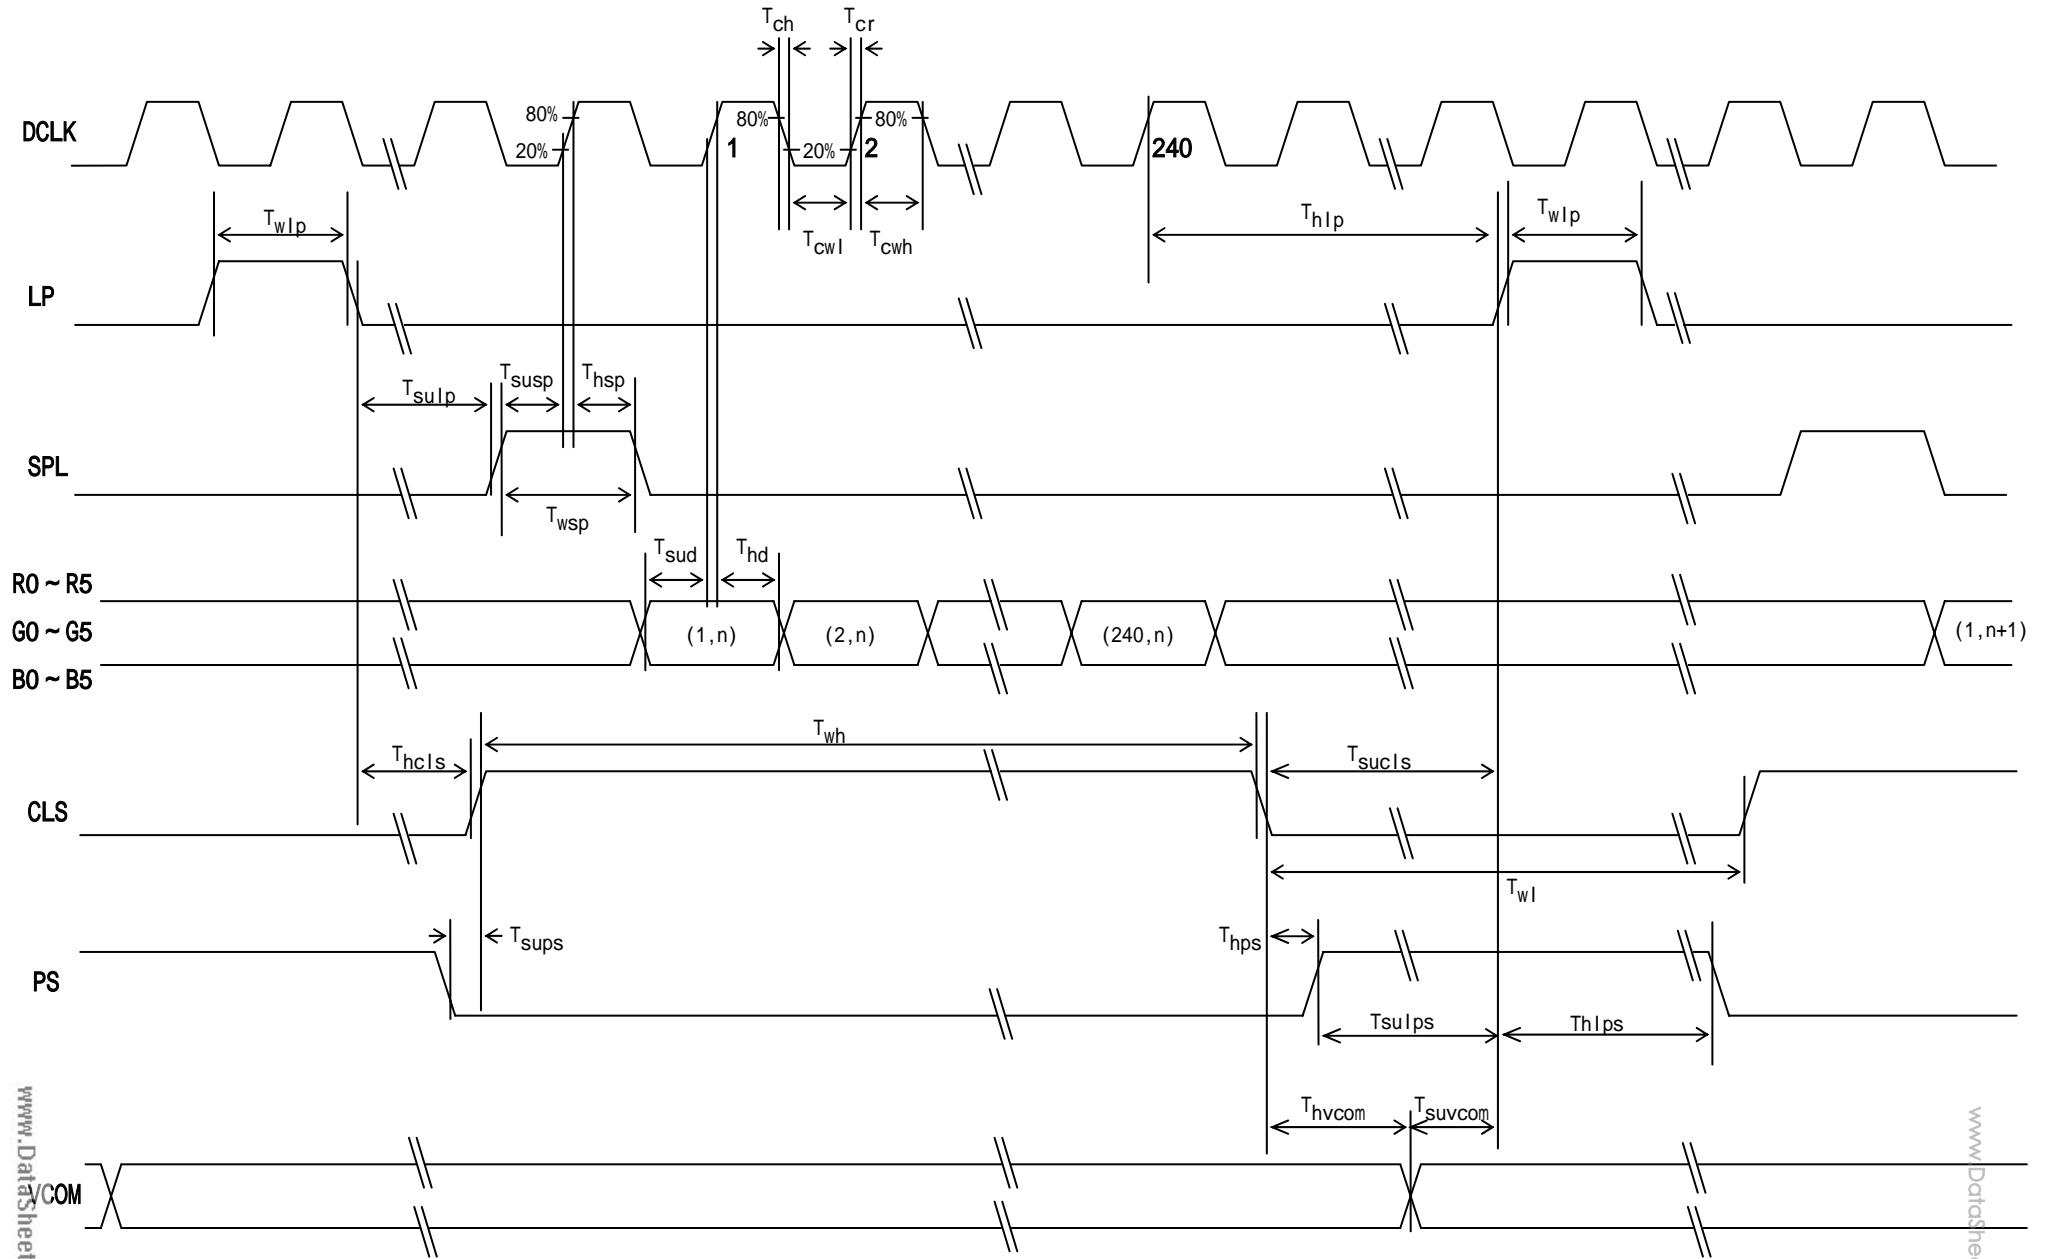 Tch Tcr
DCLK 80% 20% 1 80% 20% 2 80% 240
Twlp Tcwl Tcwh Thlp Twlp
LP
Tsulp Tsusp Thsp
SPL
Twsp
Tsud Thd
R0~R5
G0~G5 (1,n) (2,n) (240,n) (1,n+1)
B0~B5
Twh
Thcls Tsucls
CLS
Twl
Tsups Thps
PS
Tsulps Thlps
Thvcom Tsuvcom
VCOM
www.DataSheet
www.DataShe